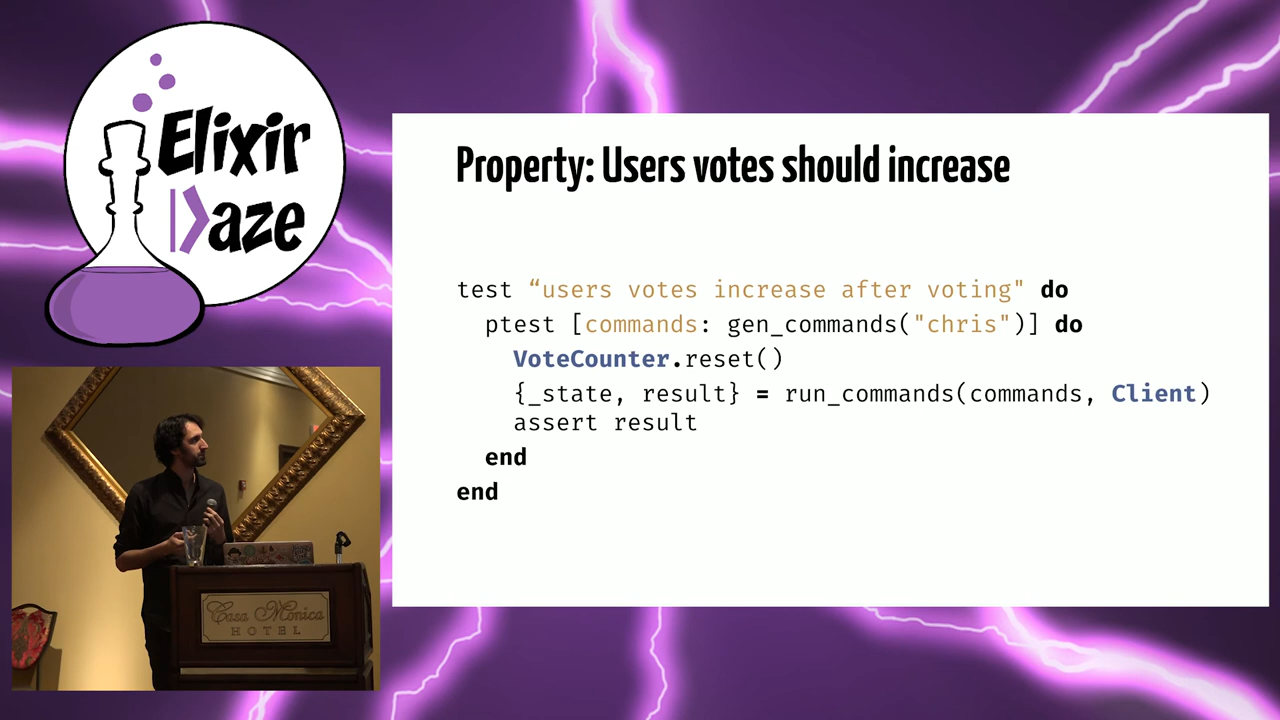 Elixir
Daze
Property: Users votes should increase
test “users votes increase after voting" do
ptest [commands: gen_commands("chris")] do
VoteCounter.reset()
{_state, result} = run_commands(commands, Client)
assert result
end
end
Casa Monica
HOTEL